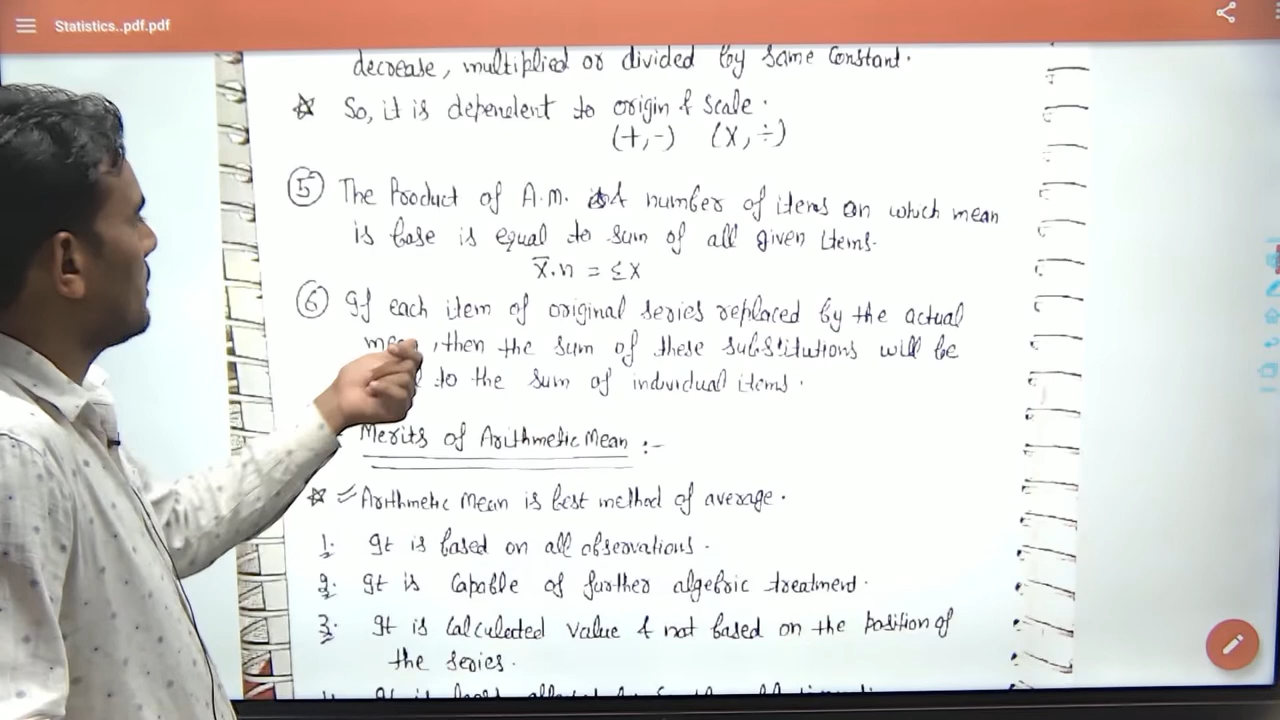 Statistics..pdf.pdf
decrease, multiplied or divided by same constant.
☆ So, it is dependent to origin & scale.
(+,-) (X, ÷)
⑤ The Product of A.M. & number of items on which mean
is base is equal to sum of all given items.
X̄.n = ΣX
⑥ If each item of original series replaced by the actual
, then the sum of these substitutions will be
to the sum of individual items.
Merits of Arithmetic Mean :-
☆ Arithmetic Mean is best method of average.
1. It is based on all observations.
2. It is Capable of further algebric treatment.
3. It is Calculated value & not based on the position of
the series.